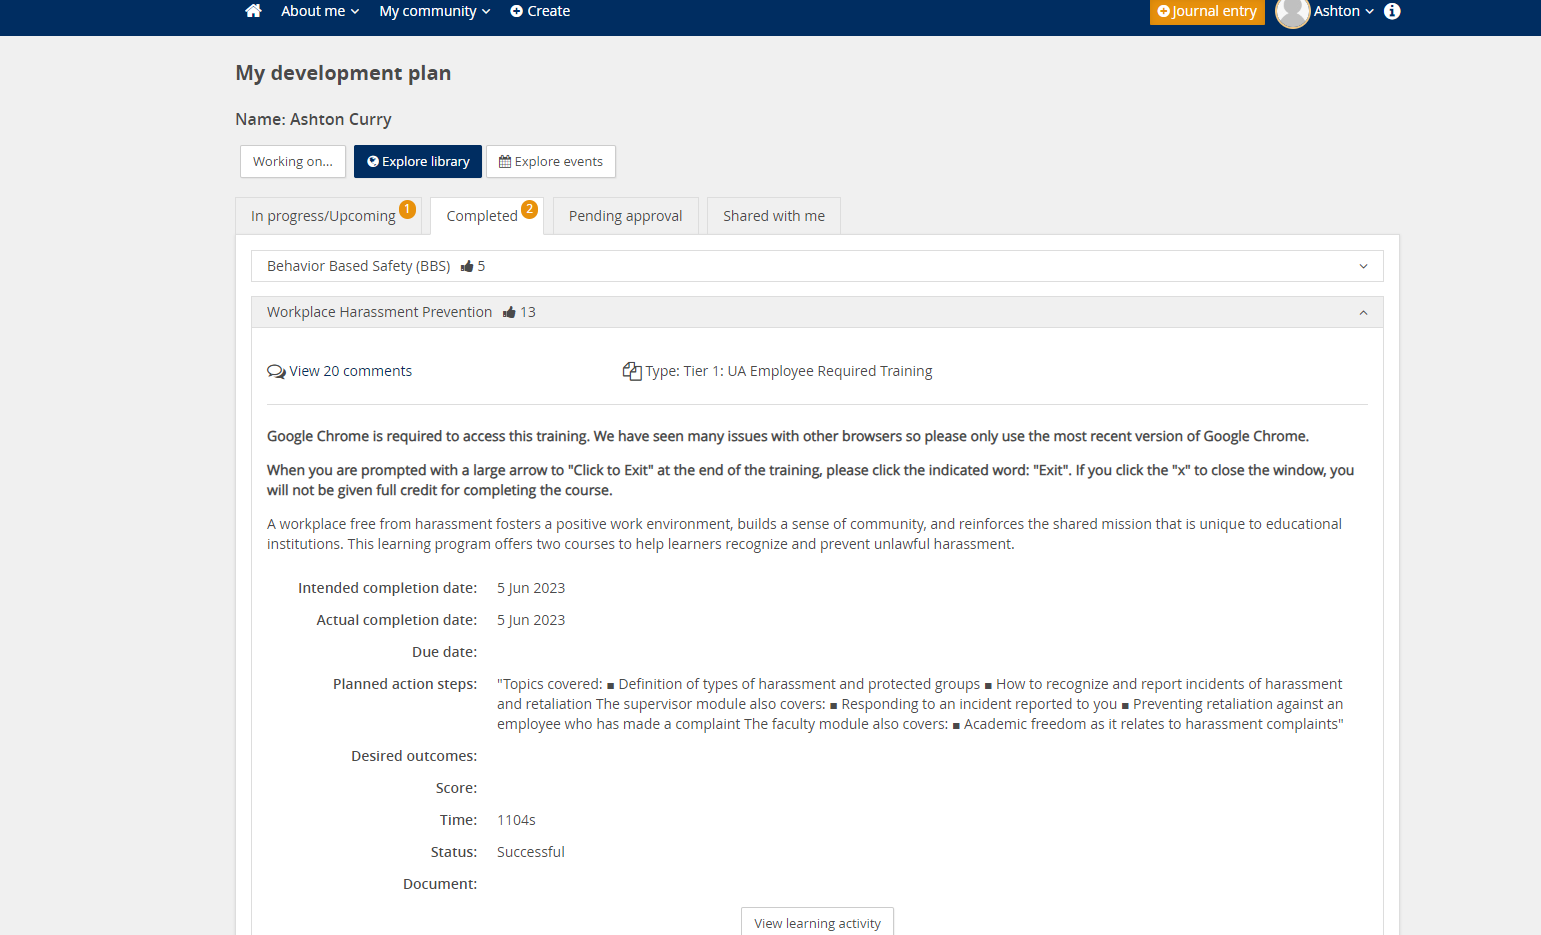 About me My community Create Journal entry Ashton
My development plan
Name: Ashton Curry
Working on... Explore library Explore events
In progress/Upcoming 1 Completed 2 Pending approval Shared with me
Behavior Based Safety (BBS) 5
Workplace Harassment Prevention 13
View 20 comments Type: Tier 1: UA Employee Required Training
Google Chrome is required to access this training. We have seen many issues with other browsers so please only use the most recent version of Google Chrome.
When you are prompted with a large arrow to "Click to Exit" at the end of the training, please click the indicated word: "Exit". If you click the "x" to close the window, you
will not be given full credit for completing the course.
A workplace free from harassment fosters a positive work environment, builds a sense of community, and reinforces the shared mission that is unique to educational
institutions. This learning program offers two courses to help learners recognize and prevent unlawful harassment.
Intended completion date: 5 Jun 2023
Actual completion date: 5 Jun 2023
Due date:
Planned action steps: "Topics covered: ■ Definition of types of harassment and protected groups ■ How to recognize and report incidents of harassment
and retaliation The supervisor module also covers: ■ Responding to an incident reported to you ■ Preventing retaliation against an
employee who has made a complaint The faculty module also covers: ■ Academic freedom as it relates to harassment complaints"
Desired outcomes:
Score:
Time: 1104s
Status: Successful
Document:
View learning activity